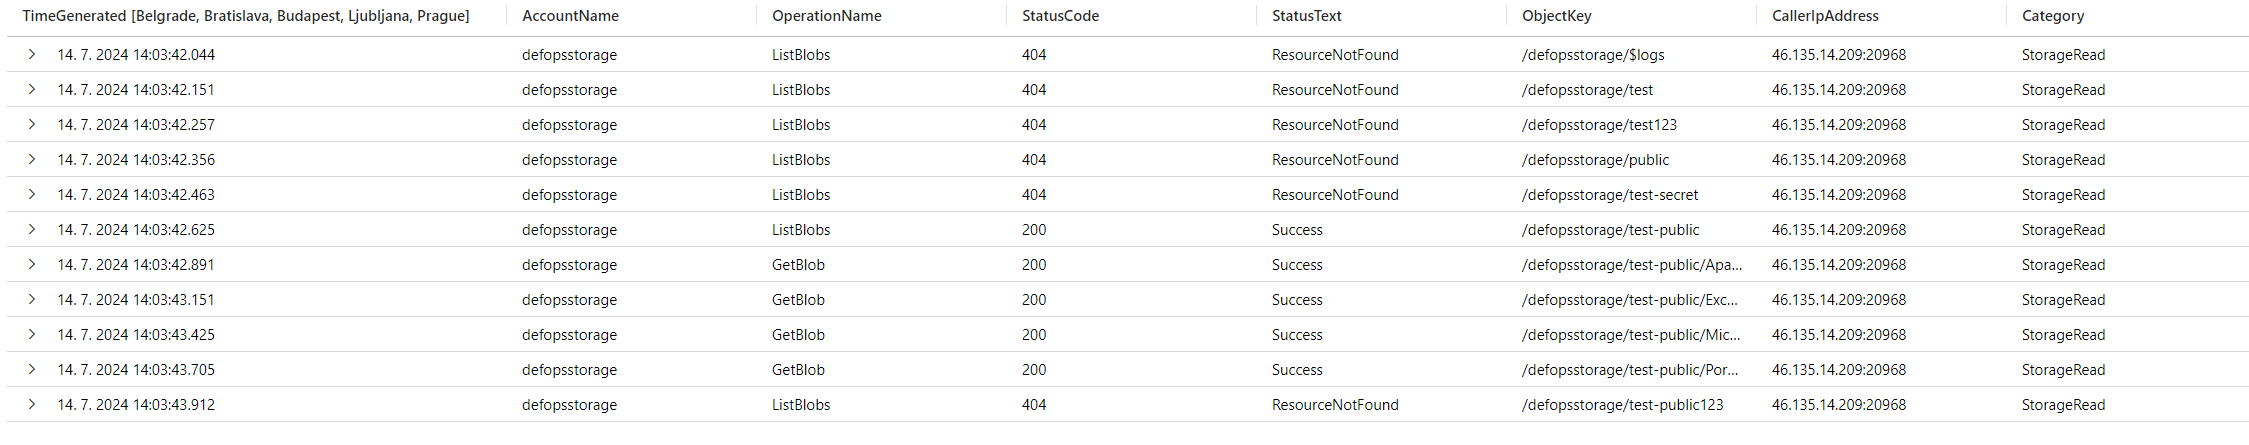 TimeGenerated [Belgrade, Bratislava, Budapest, Ljubljana, Prague] AccountName OperationName StatusCode StatusText ObjectKey CallerIpAddress Category
14. 7. 2024 14:03:42.044 defopsstorage ListBlobs 404 ResourceNotFound /defopsstorage/$logs 46.135.14.209:20968 StorageRead
14. 7. 2024 14:03:42.151 defopsstorage ListBlobs 404 ResourceNotFound /defopsstorage/test 46.135.14.209:20968 StorageRead
14. 7. 2024 14:03:42.257 defopsstorage ListBlobs 404 ResourceNotFound /defopsstorage/test123 46.135.14.209:20968 StorageRead
14. 7. 2024 14:03:42.356 defopsstorage ListBlobs 404 ResourceNotFound /defopsstorage/public 46.135.14.209:20968 StorageRead
14. 7. 2024 14:03:42.463 defopsstorage ListBlobs 404 ResourceNotFound /defopsstorage/test-secret 46.135.14.209:20968 StorageRead
14. 7. 2024 14:03:42.625 defopsstorage ListBlobs 200 Success /defopsstorage/test-public 46.135.14.209:20968 StorageRead
14. 7. 2024 14:03:42.891 defopsstorage GetBlob 200 Success /defopsstorage/test-public/Apa... 46.135.14.209:20968 StorageRead
14. 7. 2024 14:03:43.151 defopsstorage GetBlob 200 Success /defopsstorage/test-public/Exc... 46.135.14.209:20968 StorageRead
14. 7. 2024 14:03:43.425 defopsstorage GetBlob 200 Success /defopsstorage/test-public/Mic... 46.135.14.209:20968 StorageRead
14. 7. 2024 14:03:43.705 defopsstorage GetBlob 200 Success /defopsstorage/test-public/Por... 46.135.14.209:20968 StorageRead
14. 7. 2024 14:03:43.912 defopsstorage ListBlobs 404 ResourceNotFound /defopsstorage/test-public123 46.135.14.209:20968 StorageRead